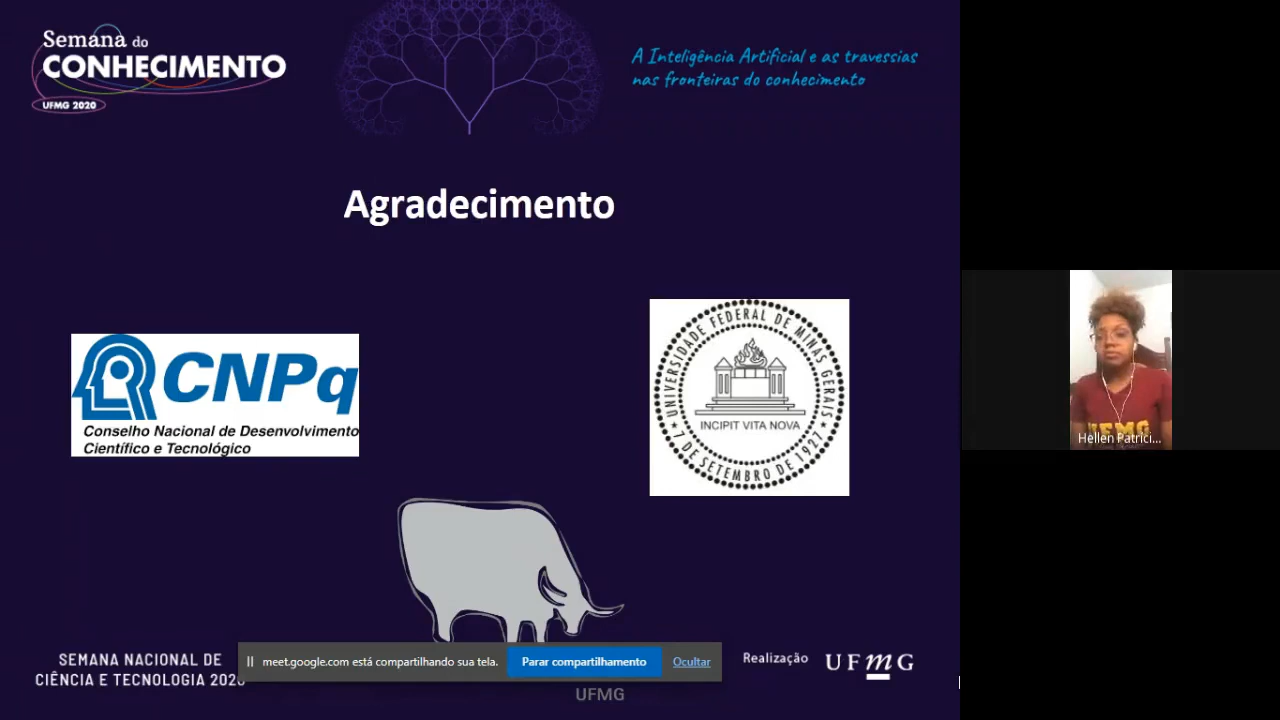 Semana do
CONHECIMENTO
UFMG 2020
A Inteligência Artificial e as travessias
nas fronteiras do conhecimento
Agradecimento
CNPq
Conselho Nacional de Desenvolvimento
Científico e Tecnológico
UNIVERSIDADE FEDERAL DE MINAS GERAIS
INCIPIT VITA NOVA
7 DE SETEMBRO DE 1927
UFMG
Hellen Patrici...
SEMANA NACIONAL DE
CIÊNCIA E TECNOLOGIA 2020
meet.google.com está compartilhando sua tela.
Parar compartilhamento
Ocultar
Realização
UFMG
UFMG